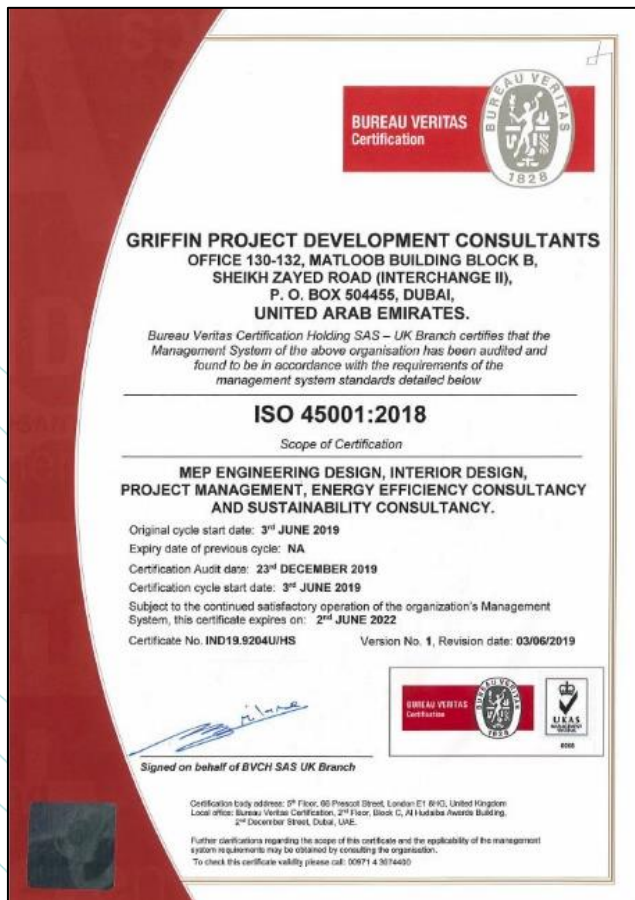 BUREAU VERITAS
Certification
BUREAU VERITAS
1828
GRIFFIN PROJECT DEVELOPMENT CONSULTANTS
OFFICE 130-132, MATLOOB BUILDING BLOCK B,
SHEIKH ZAYED ROAD (INTERCHANGE II),
P. O. BOX 504455, DUBAI,
UNITED ARAB EMIRATES.
Bureau Veritas Certification Holding SAS – UK Branch certifies that the
Management System of the above organisation has been audited and
found to be in accordance with the requirements of the
management system standards detailed below
ISO 45001:2018
Scope of Certification
MEP ENGINEERING DESIGN, INTERIOR DESIGN,
PROJECT MANAGEMENT, ENERGY EFFICIENCY CONSULTANCY
AND SUSTAINABILITY CONSULTANCY.
Original cycle start date: 3rd JUNE 2019
Expiry date of previous cycle: NA
Certification Audit date: 23rd DECEMBER 2019
Certification cycle start date: 3rd JUNE 2019
Subject to the continued satisfactory operation of the organization's Management
System, this certificate expires on: 2nd JUNE 2022
Certificate No. IND19.9204U/HS Version No. 1, Revision date: 03/06/2019
BUREAU VERITAS
Certification
BUREAU VERITAS
1828
UKAS
MANAGEMENT
SYSTEMS
0008
Signed on behalf of BVCH SAS UK Branch
Certification body address: 5th Floor, 66 Prescot Street, London E1 8HG, United Kingdom
Local office: Bureau Veritas Certification, 2nd Floor, Block C, Al Hudaiba Awards Building,
2nd December Street, Dubai, UAE.
Further clarifications regarding the scope of this certificate and the applicability of the management
system requirements may be obtained by consulting the organisation.
To check this certificate validity please call: 00971 4 3074400